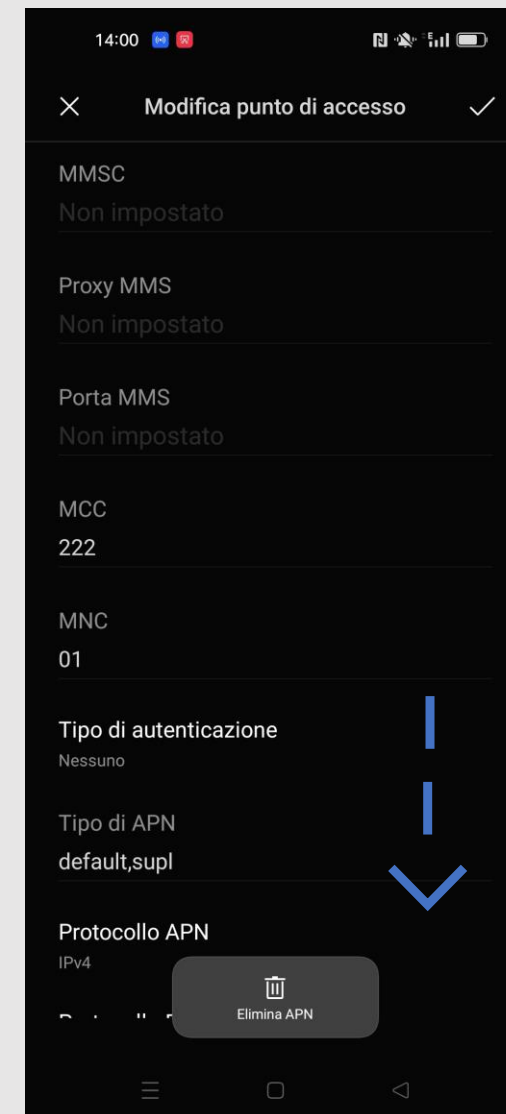 14:00
Modifica punto di accesso
MMSC
Non impostato
Proxy MMS
Non impostato
Porta MMS
Non impostato
MCC
222
MNC
01
Tipo di autenticazione
Nessuno
Tipo di APN
default,supl
Protocollo APN
IPv4
Elimina APN